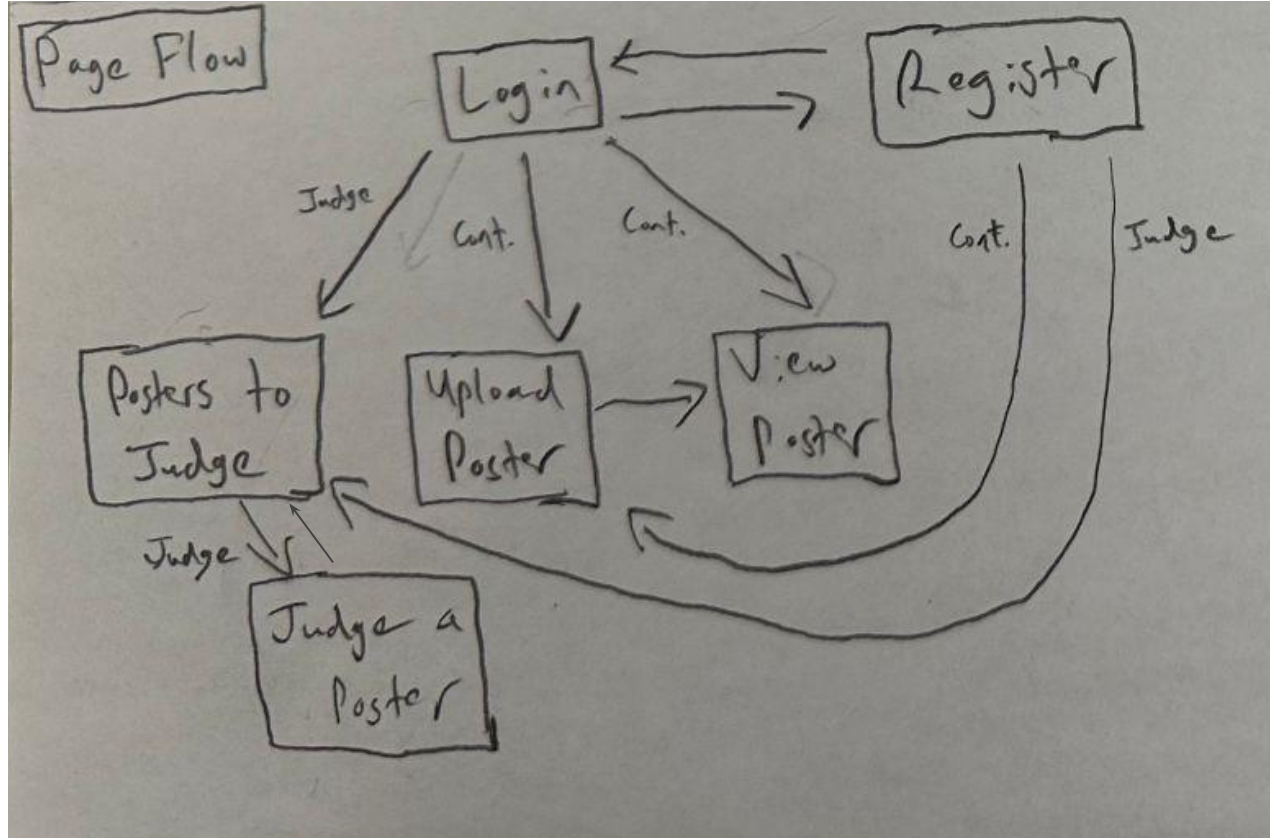 Page Flow
Login
Register
Judge
Cont.
Cont.
Cont.
Judge
Posters to
Judge
Upload
Poster
View
Poster
Judge
Judge a
Poster